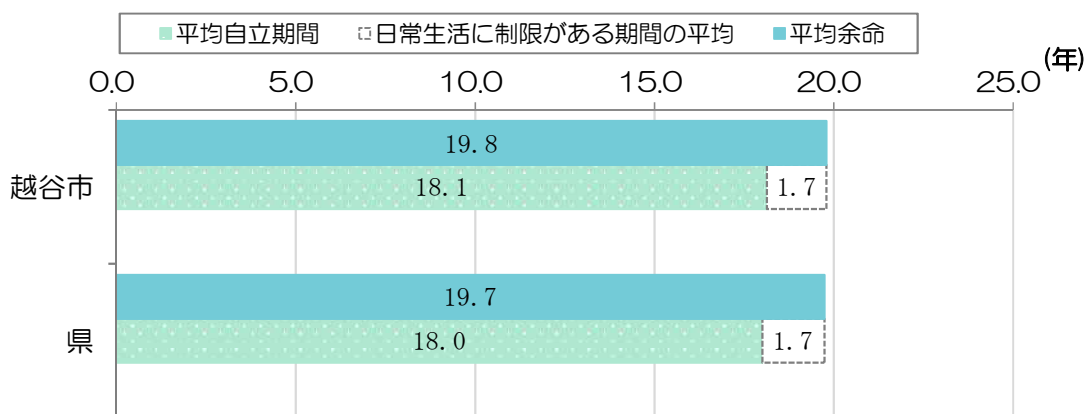 平均自立期間 日常生活に制限がある期間の平均 平均余命
(年)
0.0 5.0 10.0 15.0 20.0 25.0
19.8
越谷市 18.1 1.7
19.7
県 18.0 1.7